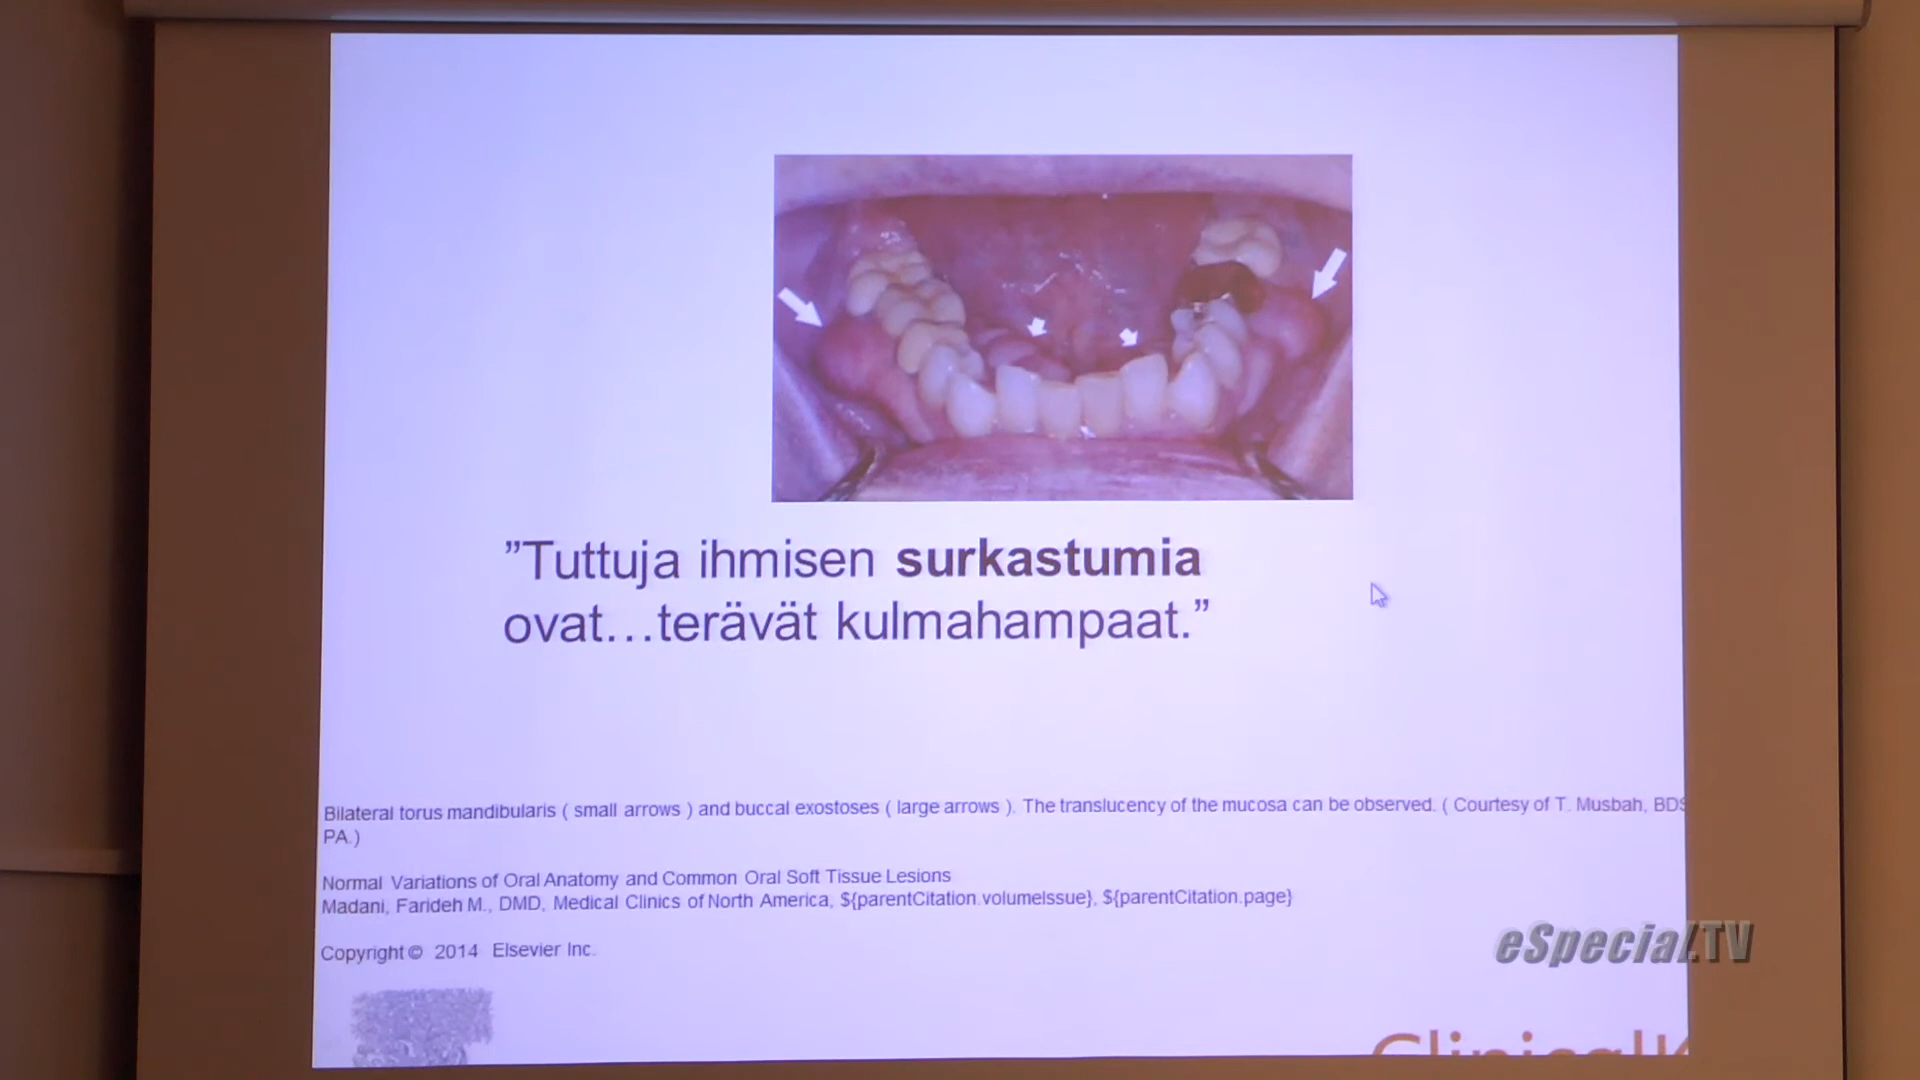 ”Tuttuja ihmisen surkastumia
ovat…terävät kulmahampaat.”
Bilateral torus mandibularis ( small arrows ) and buccal exostoses ( large arrows ). The translucency of the mucosa can be observed. ( Courtesy of T. Musbah, BDS
PA.)
Normal Variations of Oral Anatomy and Common Oral Soft Tissue Lesions
Madani, Farideh M., DMD, Medical Clinics of North America, ${parentCitation.volumeIssue}, ${parentCitation.page}
Copyright © 2014 Elsevier Inc.
eSpecial.TV